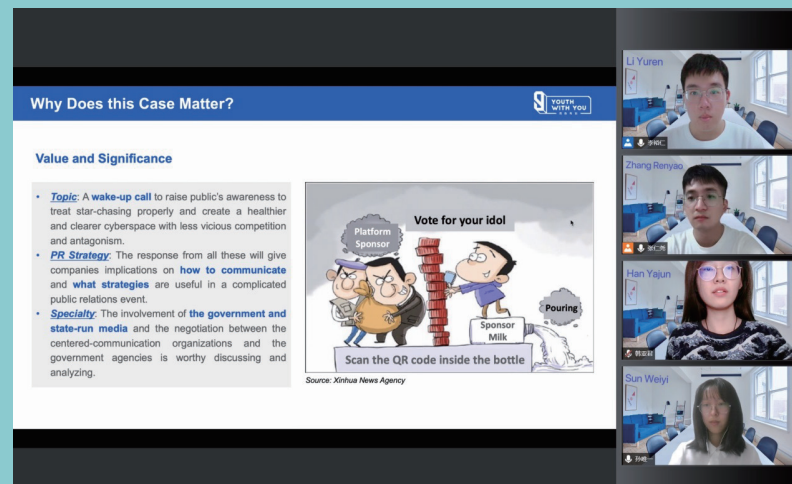 Why Does this Case Matter?
YOUTH
WITH YOU
Value and Significance
• Topic: A wake-up call to raise public's awareness to
treat star-chasing properly and create a healthier
and clearer cyberspace with less vicious competition
and antagonism.
• PR Strategy: The response from all these will give
companies implications on how to communicate
and what strategies are useful in a complicated
public relations event.
• Specialty: The involvement of the government and
state-run media and the negotiation between the
centered-communication organizations and the
government agencies is worthy discussing and
analyzing.
Platform
Sponsor
Vote for your idol
Pouring
Sponsor
Milk
Scan the QR code inside the bottle
Source: Xinhua News Agency
Li Yuren
Zhang Renyao
Han Yajun
Sun Weiyi